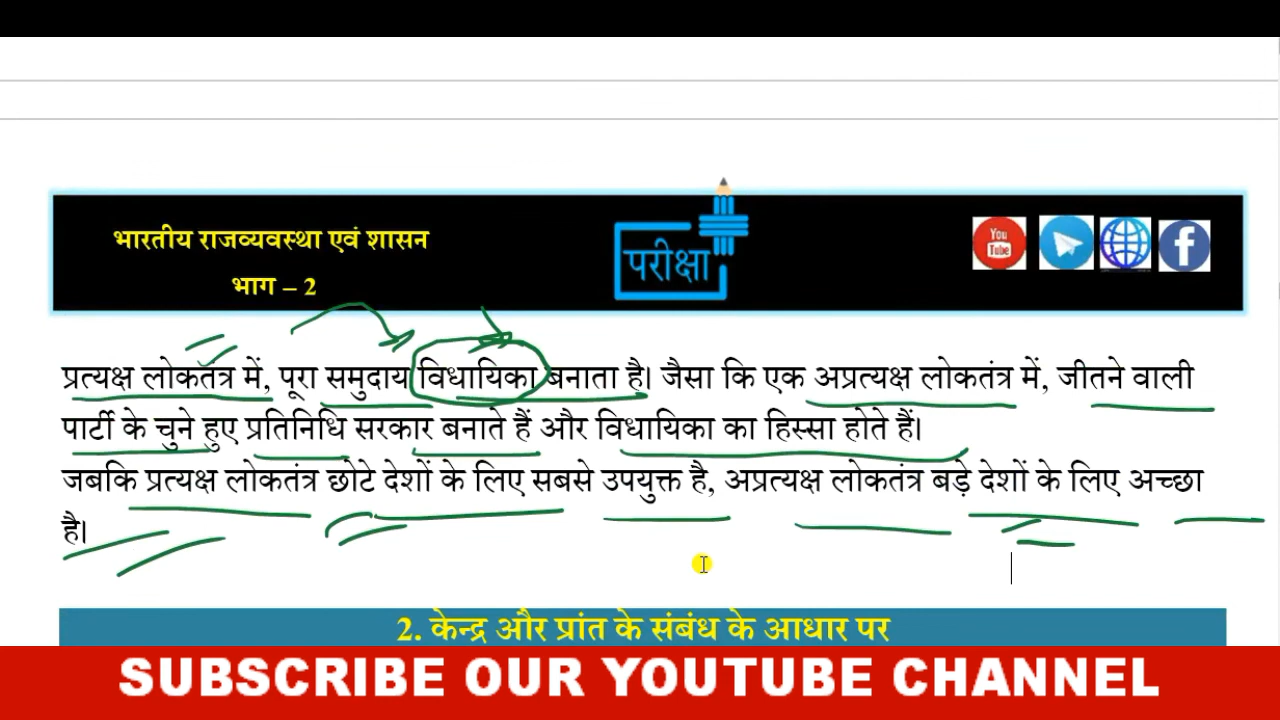 भारतीय राजव्यवस्था एवं शासन
भाग – 2
परीक्षा
You
Tube
f
प्रत्यक्ष लोकतंत्र में, पूरा समुदाय विधायिका बनाता है। जैसा कि एक अप्रत्यक्ष लोकतंत्र में, जीतने वाली
पार्टी के चुने हुए प्रतिनिधि सरकार बनाते हैं और विधायिका का हिस्सा होते हैं।
जबकि प्रत्यक्ष लोकतंत्र छोटे देशों के लिए सबसे उपयुक्त है, अप्रत्यक्ष लोकतंत्र बड़े देशों के लिए अच्छा
है।
2. केन्द्र और प्रांत के संबंध के आधार पर
SUBSCRIBE OUR YOUTUBE CHANNEL